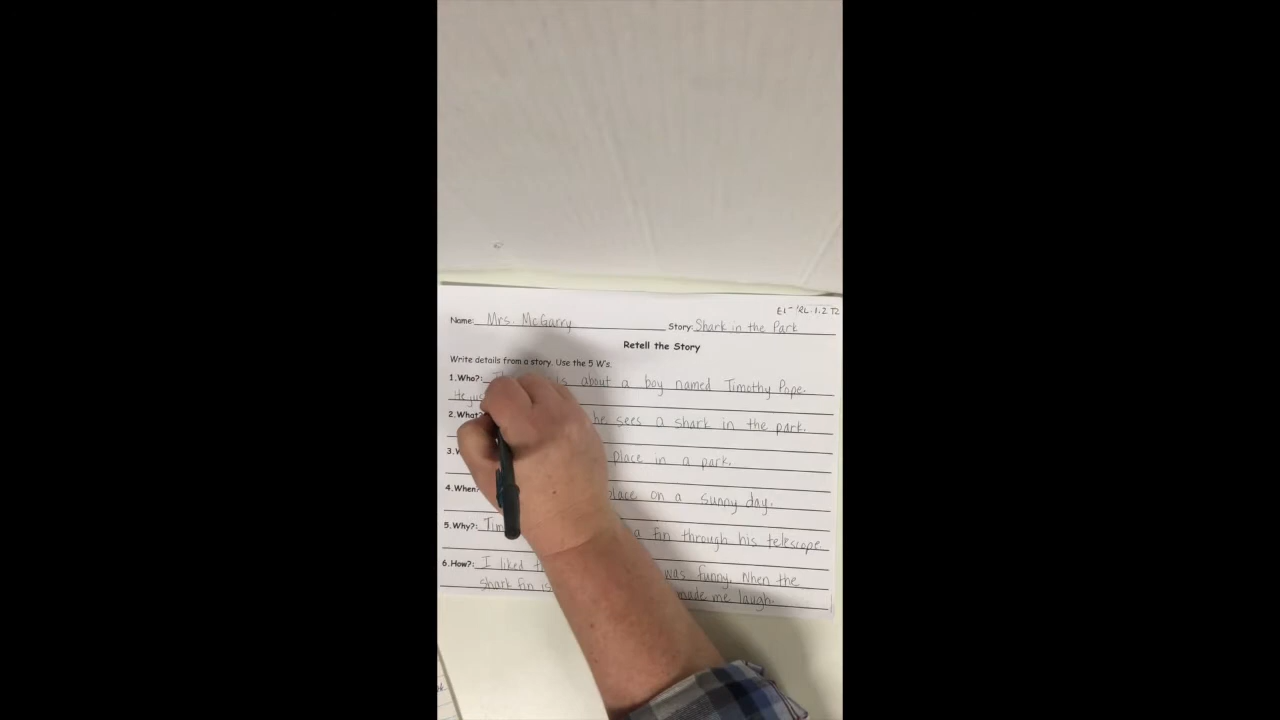 E1-RL.1.2 T2
Name: Mrs. McGarry Story: Shark in the Park
Retell the Story
Write details from a story. Use the 5 W's.
1.Who?: is about a boy named Timothy Pope.
He
2.What? he sees a shark in the park.
3. place in a park.
4.When? place on a sunny day.
5.Why?: a fin through his telescope.
6.How?: I liked was funny. When the
shark fin is made me laugh.